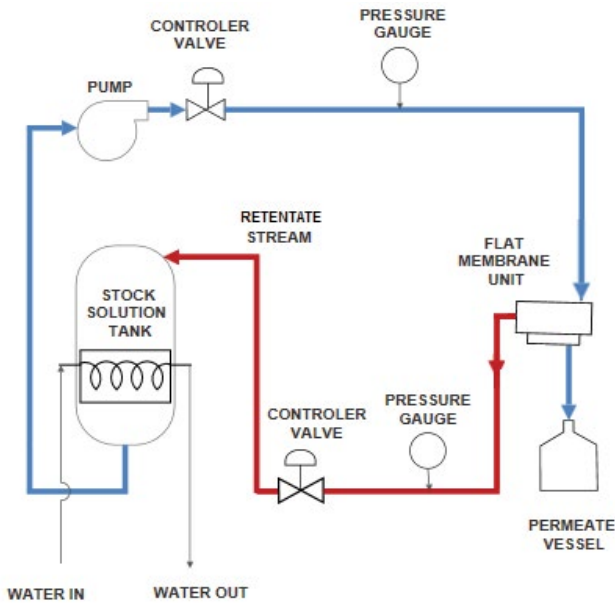 CONTROLER
VALVE
PRESSURE
GAUGE
PUMP
RETENTATE
STREAM
FLAT
MEMBRANE
UNIT
STOCK
SOLUTION
TANK
CONTROLER
VALVE
PRESSURE
GAUGE
PERMEATE
VESSEL
WATER IN
WATER OUT